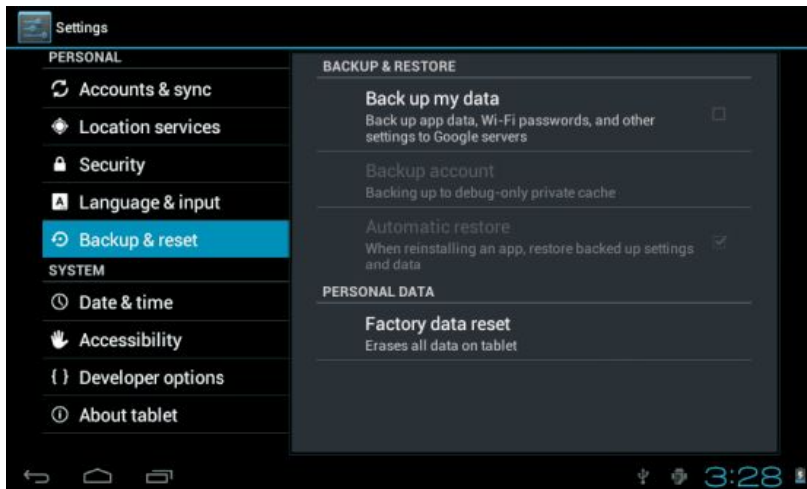 Settings
PERSONAL
Accounts & sync
Location services
Security
A Language & input
Backup & reset
SYSTEM
Date & time
Accessibility
{ } Developer options
About tablet
BACKUP & RESTORE
Back up my data
Back up app data, Wi-Fi passwords, and other
settings to Google servers
Backup account
Backing up to debug-only private cache
Automatic restore
When reinstalling an app, restore backed up settings
and data
PERSONAL DATA
Factory data reset
Erases all data on tablet
3:28